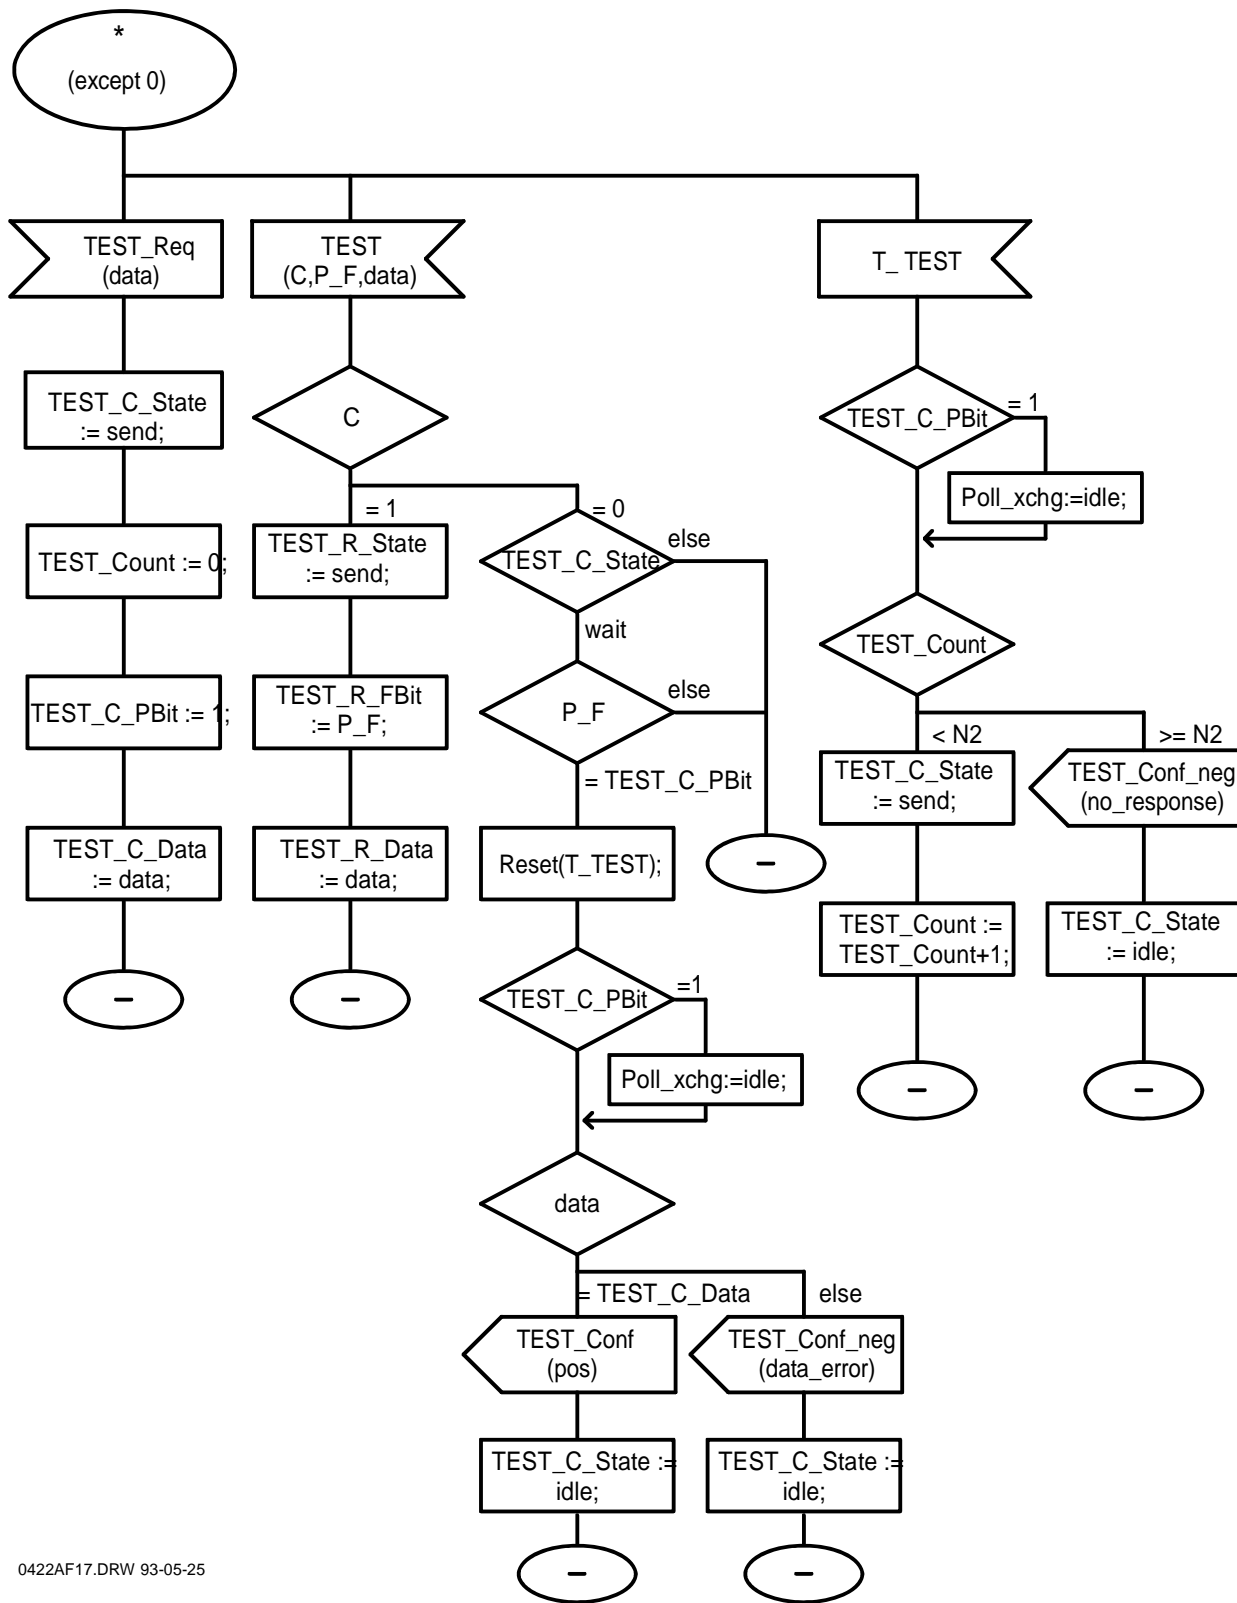 *
(except 0)
TEST_Req
(data)
TEST_C_State
:= send;
TEST_Count := 0;
TEST_C_PBit := 1;
TEST_C_Data
:= data;
–
TEST
(C,P_F,data)
C
= 1
TEST_R_State
:= send;
TEST_R_FBit
:= P_F;
TEST_R_Data
:= data;
–
= 0
TEST_C_State
else
wait
P_F
else
= TEST_C_PBit
–
Reset(T_TEST);
TEST_C_PBit
=1
Poll_xchg:=idle;
data
= TEST_C_Data
TEST_Conf
(pos)
TEST_C_State :=
idle;
–
else
TEST_Conf_neg
(data_error)
TEST_C_State :=
idle;
–
T_ TEST
TEST_C_PBit
= 1
Poll_xchg:=idle;
TEST_Count
< N2
TEST_C_State
:= send;
TEST_Count :=
TEST_Count+1;
–
>= N2
TEST_Conf_neg
(no_response)
TEST_C_State
:= idle;
–
0422AF17.DRW 93-05-25